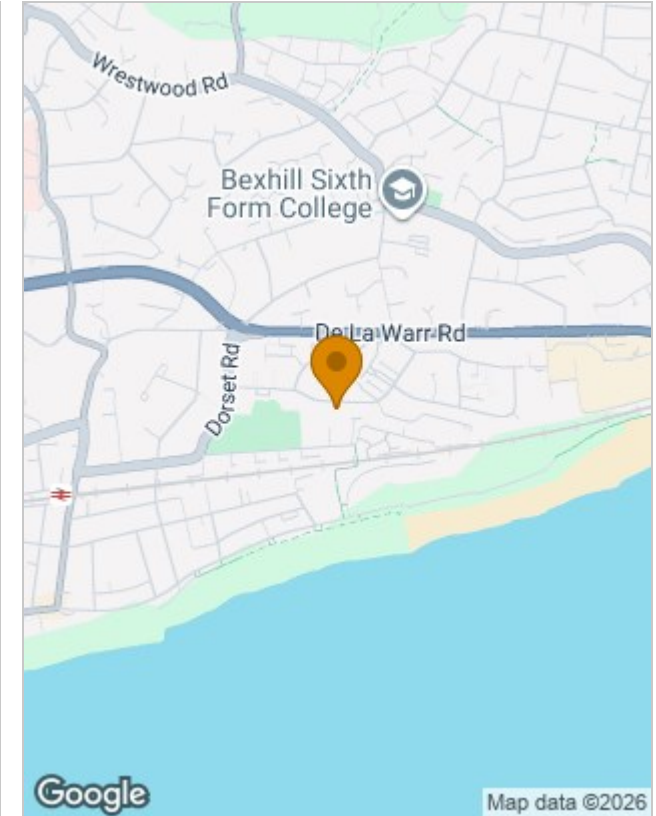 Wrestwood Rd
Bexhill Sixth
Form College
De La Warr Rd
Dorset Rd
Google
Map data ©2026